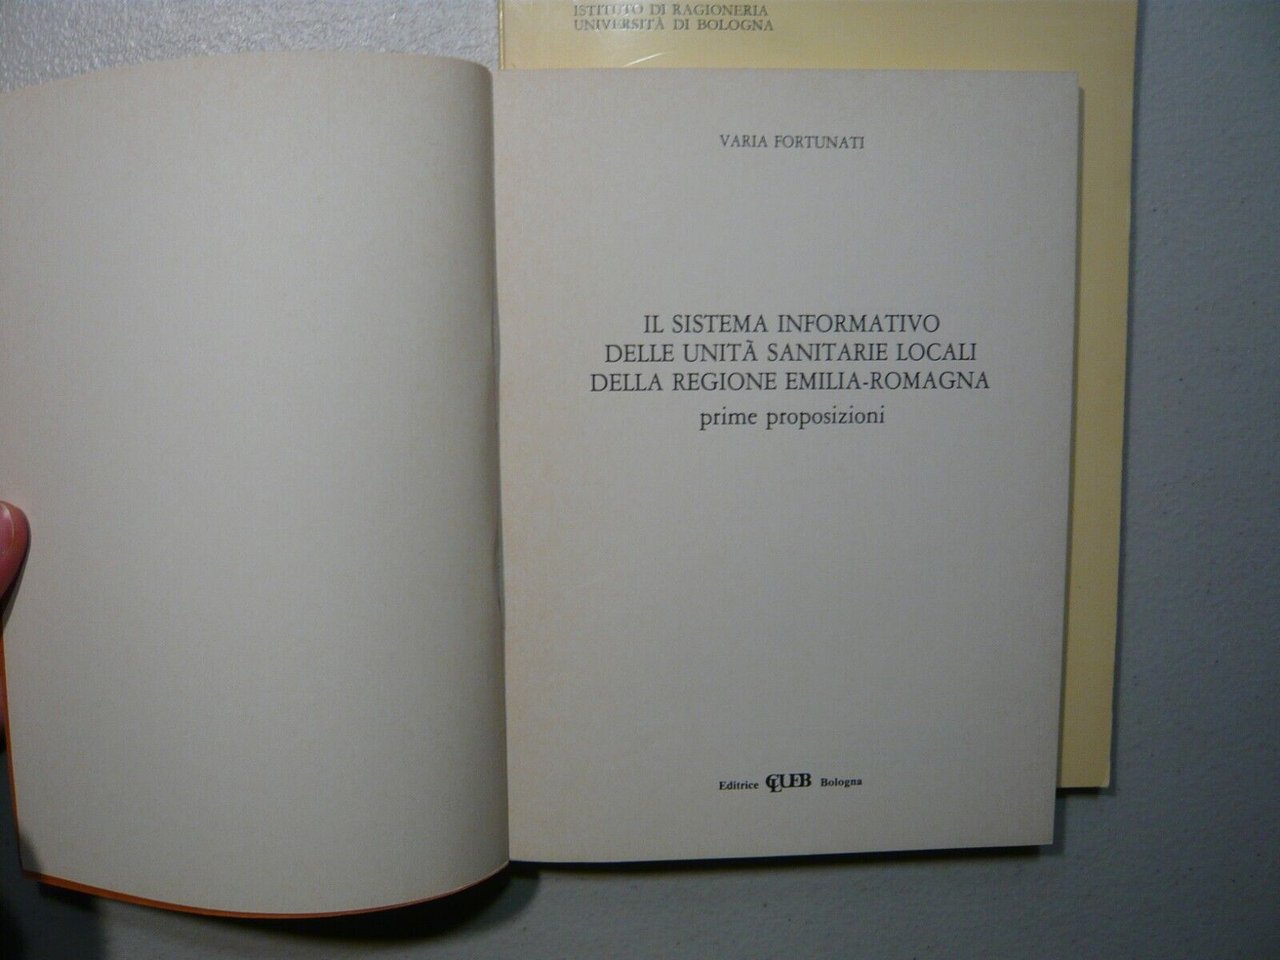 ISTITUTO DI RAGIONERIA
UNIVERSITÀ DI BOLOGNA
VARIA FORTUNATI
IL SISTEMA INFORMATIVO
DELLE UNITÀ SANITARIE LOCALI
DELLA REGIONE EMILIA-ROMAGNA
prime proposizioni
Editrice CLUEB Bologna